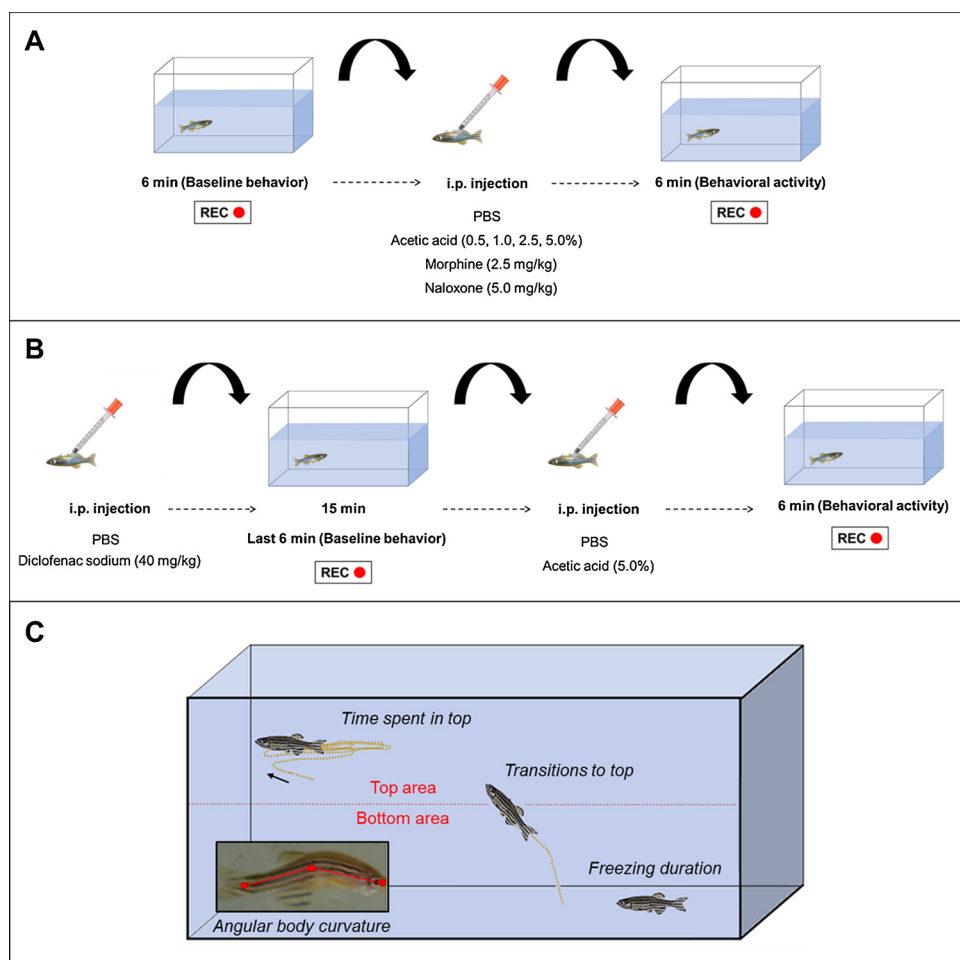 A
6 min (Baseline behavior)
i.p. injection
6 min (Behavioral activity)
REC
REC
PBS
Acetic acid (0.5, 1.0, 2.5, 5.0%)
Morphine (2.5 mg/kg)
Naloxone (5.0 mg/kg)
B
i.p. injection
15 min
i.p. injection
6 min (Behavioral activity)
PBS
Diclofenac sodium (40 mg/kg)
Last 6 min (Baseline behavior)
REC
PBS
Acetic acid (5.0%)
REC
C
Time spent in top
Transitions to top
Top area
Bottom area
Freezing duration
Angular body curvature